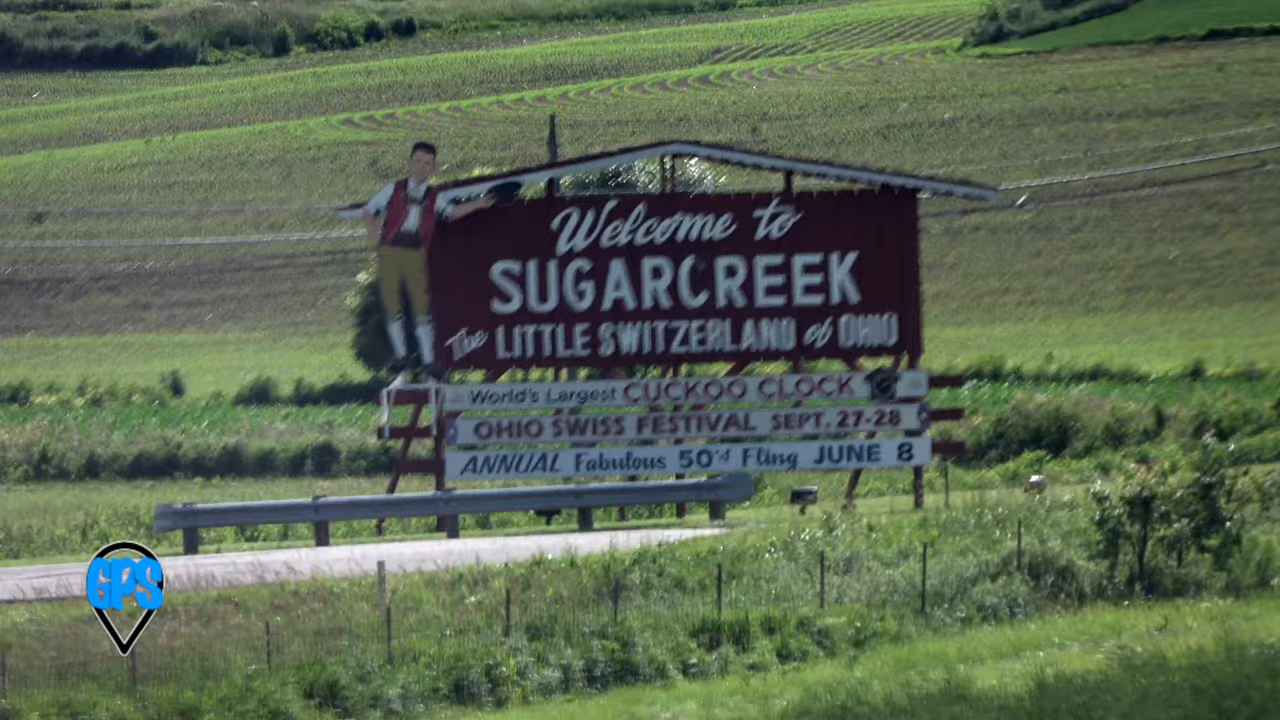 Welcome to
SUGARCREEK
The LITTLE SWITZERLAND of OHIO
World's Largest CUCKOO CLOCK
OHIO SWISS FESTIVAL SEPT. 27-28
ANNUAL Fabulous 50's Fling JUNE 8
GPS